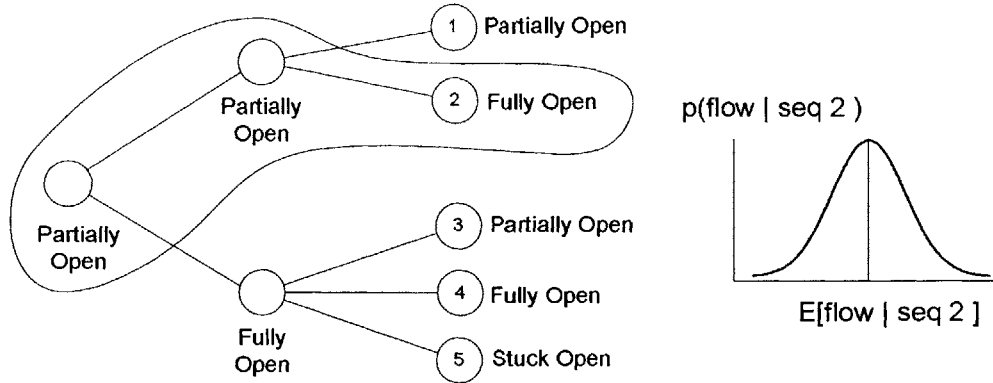 1 Partially Open
Partially
Open
2 Fully Open
p(flow | seq 2 )
Partially
Open
3 Partially Open
4 Fully Open
E[flow | seq 2 ]
Fully
Open
5 Stuck Open